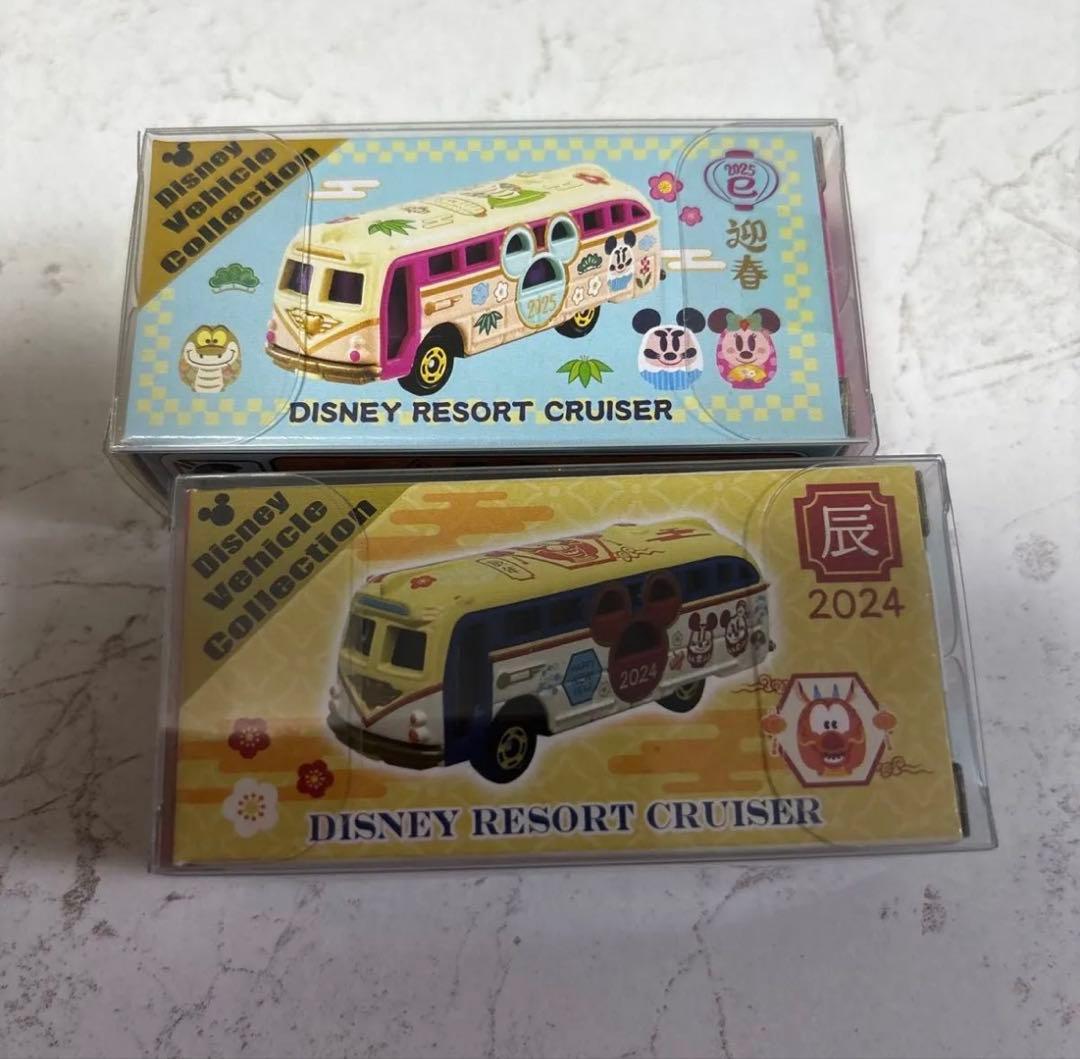 Disney
Vehicle
Collection
2025
巳
迎
春
2025
DISNEY RESORT CRUISER
Disney
Vehicle
Collection
辰
2024
2024
DISNEY RESORT CRUISER